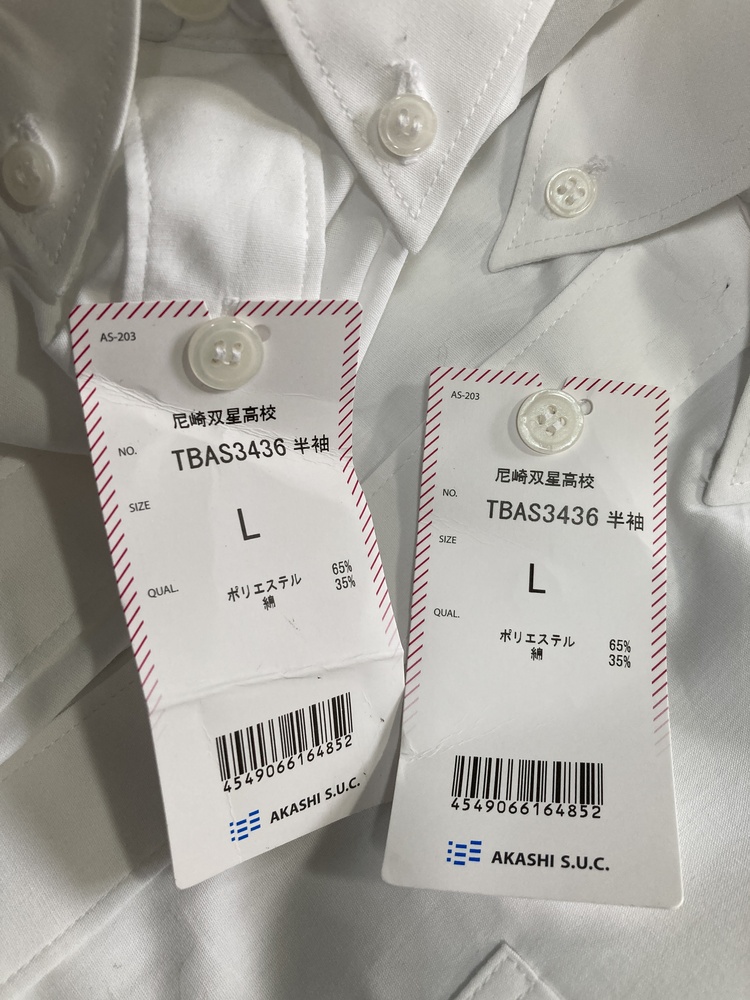 AS-203
尼崎双星高校
NO.
TBAS3436 半袖
SIZE
L
QUAL.
ポリエステル 65%
綿 35%
4549066164852
AKASHI S.U.C.
AS-203
尼崎双星高校
NO.
TBAS3436 半袖
SIZE
L
QUAL.
ポリエステル 65%
綿 35%
4549066164852
AKASHI S.U.C.